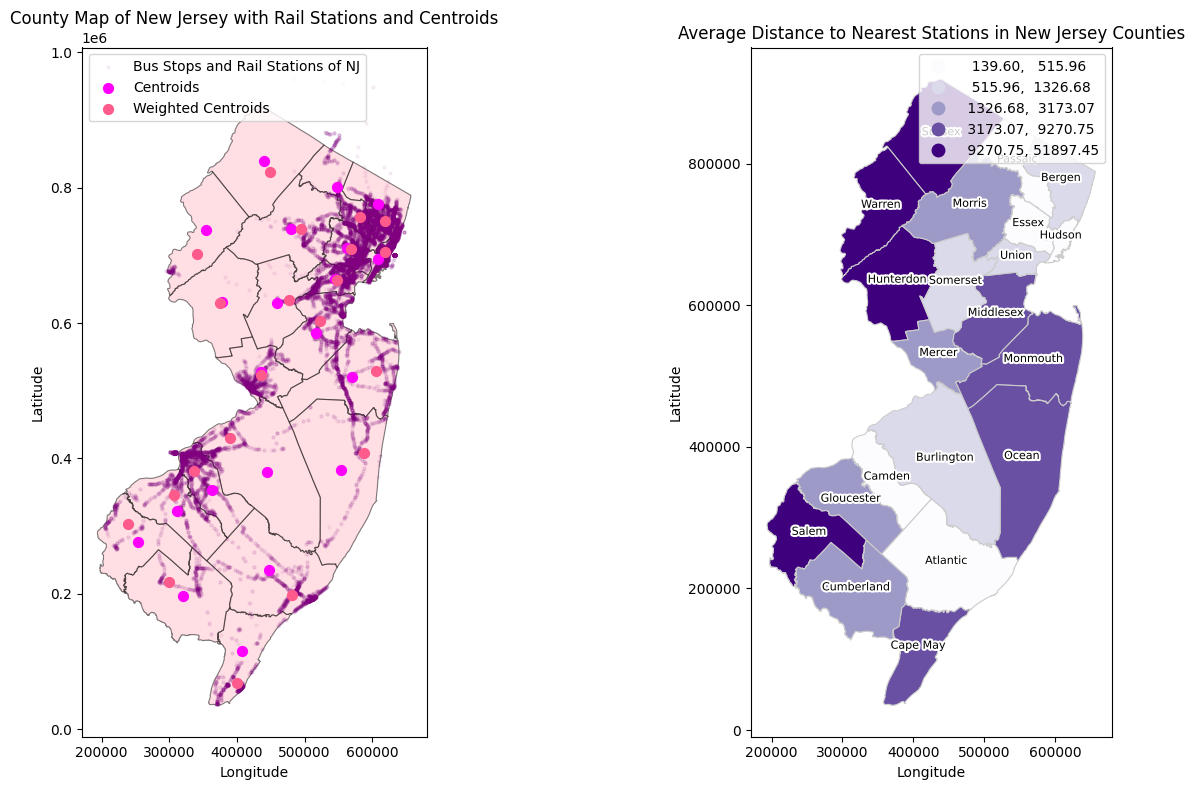 County Map of New Jersey with Rail Stations and Centroids
1e6
Bus Stops and Rail Stations of NJ
Centroids
Weighted Centroids
1.0
0.8
0.6
0.4
0.2
0.0
Latitude
200000 300000 400000 500000 600000
Longitude
Average Distance to Nearest Stations in New Jersey Counties
139.60, 515.96
515.96, 1326.68
1326.68, 3173.07
3173.07, 9270.75
9270.75, 51897.45
Sussex
Passaic
Bergen
Warren
Morris
Essex
Hudson
Union
Hunterdon
Somerset
Middlesex
Mercer
Monmouth
Burlington
Ocean
Camden
Gloucester
Salem
Atlantic
Cumberland
Cape May
800000
600000
400000
200000
0
Latitude
200000 300000 400000 500000 600000
Longitude